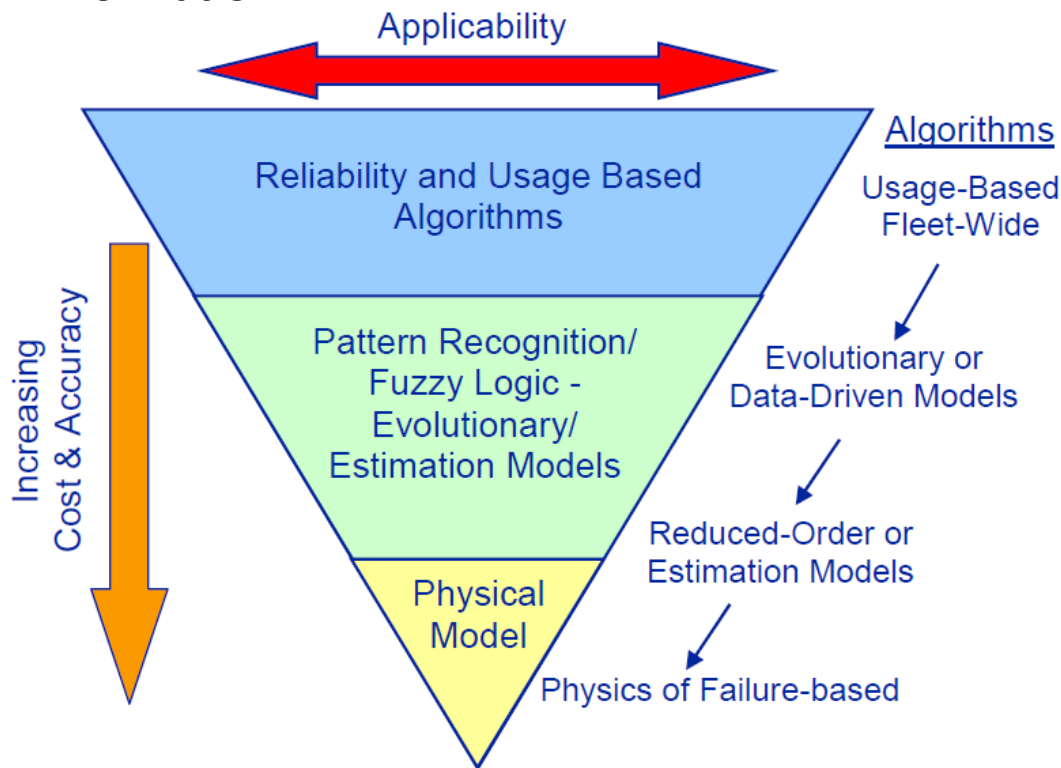 Applicability
Algorithms
Reliability and Usage Based
Algorithms
Usage-Based
Fleet-Wide
Increasing
Cost & Accuracy
Pattern Recognition/
Fuzzy Logic -
Evolutionary/
Estimation Models
Evolutionary or
Data-Driven Models
Reduced-Order or
Estimation Models
Physical
Model
Physics of Failure-based